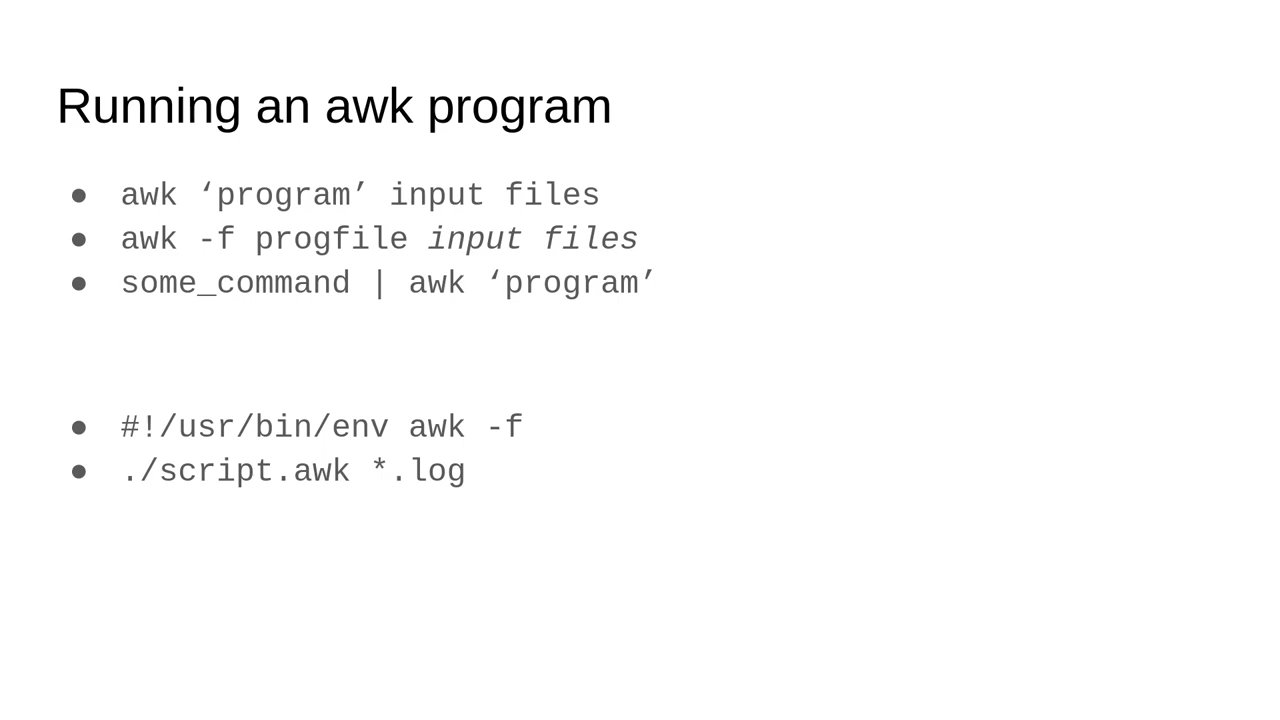 Running an awk program
● awk ‘program’ input files
● awk -f progfile input files
● some_command | awk ‘program’
● #!/usr/bin/env awk -f
● ./script.awk *.log